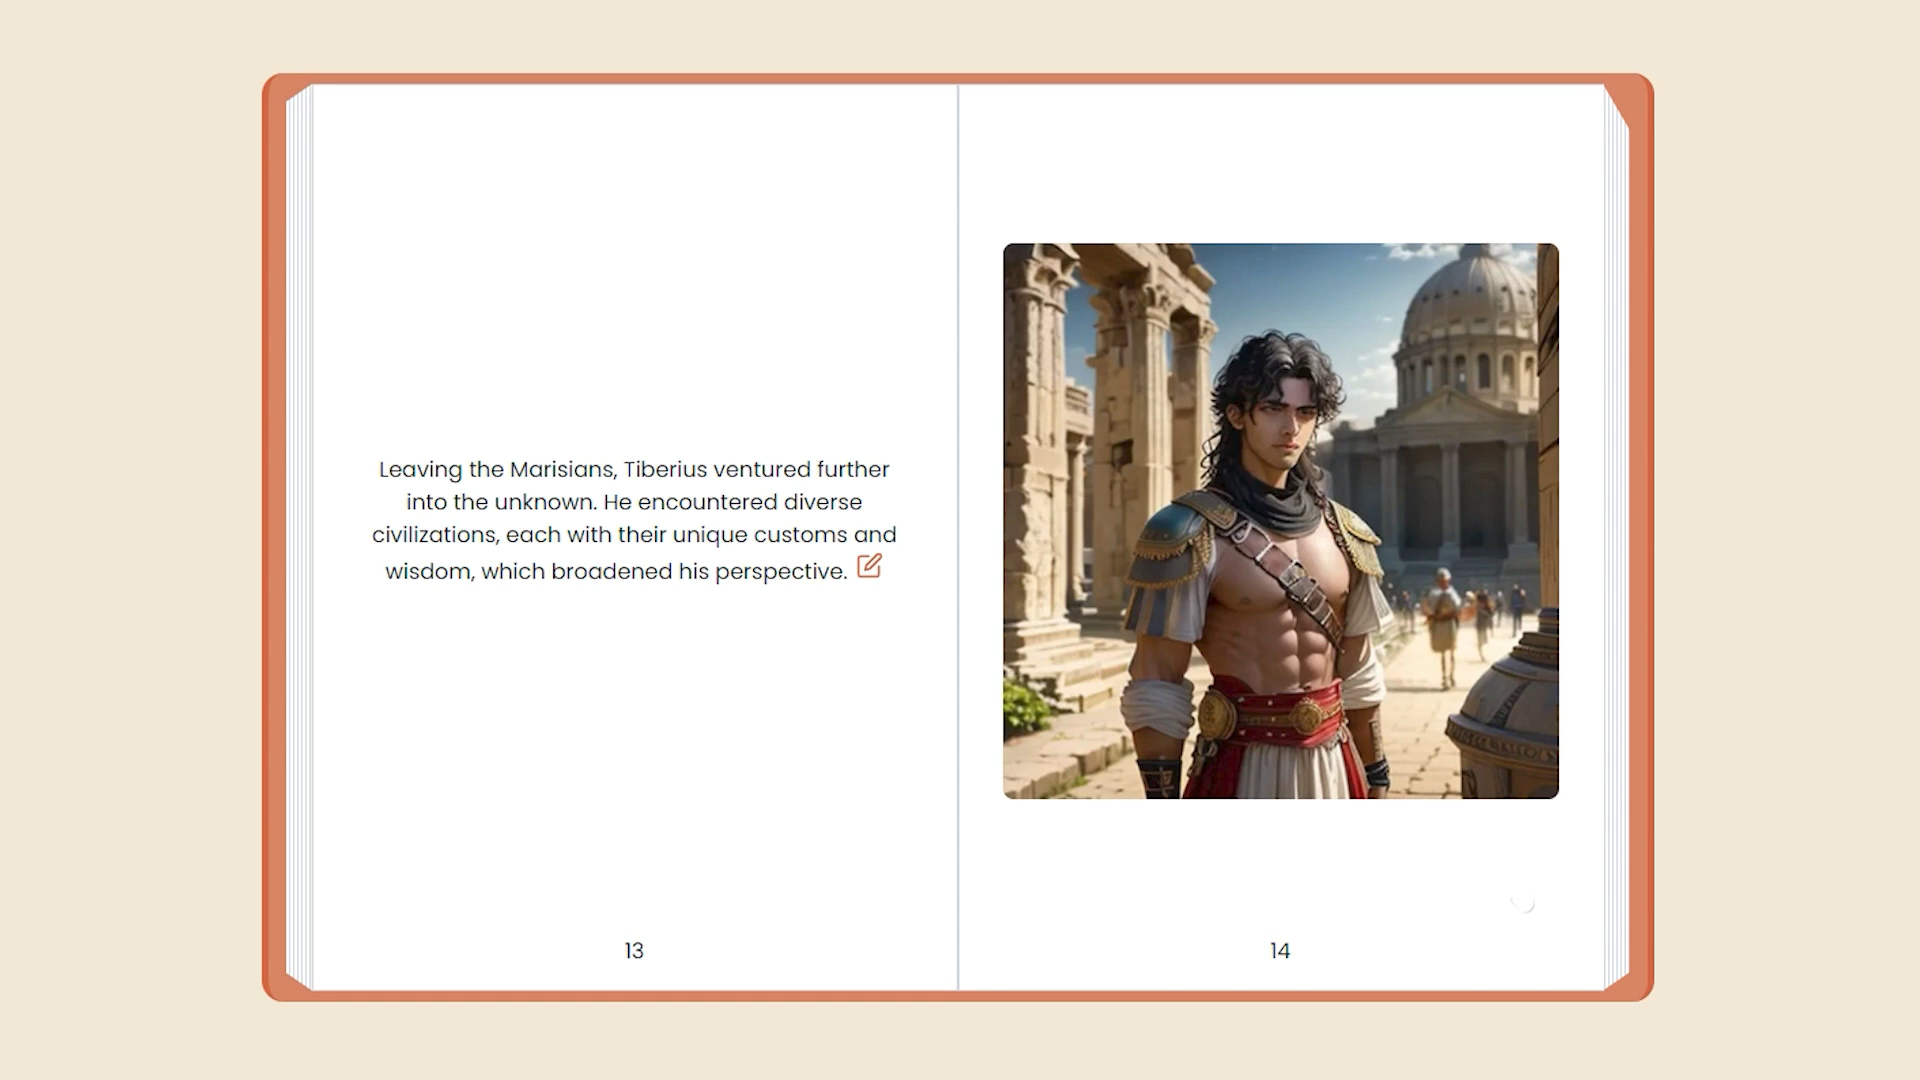 Leaving the Marisians, Tiberius ventured further
into the unknown. He encountered diverse
civilizations, each with their unique customs and
wisdom, which broadened his perspective.
13
14